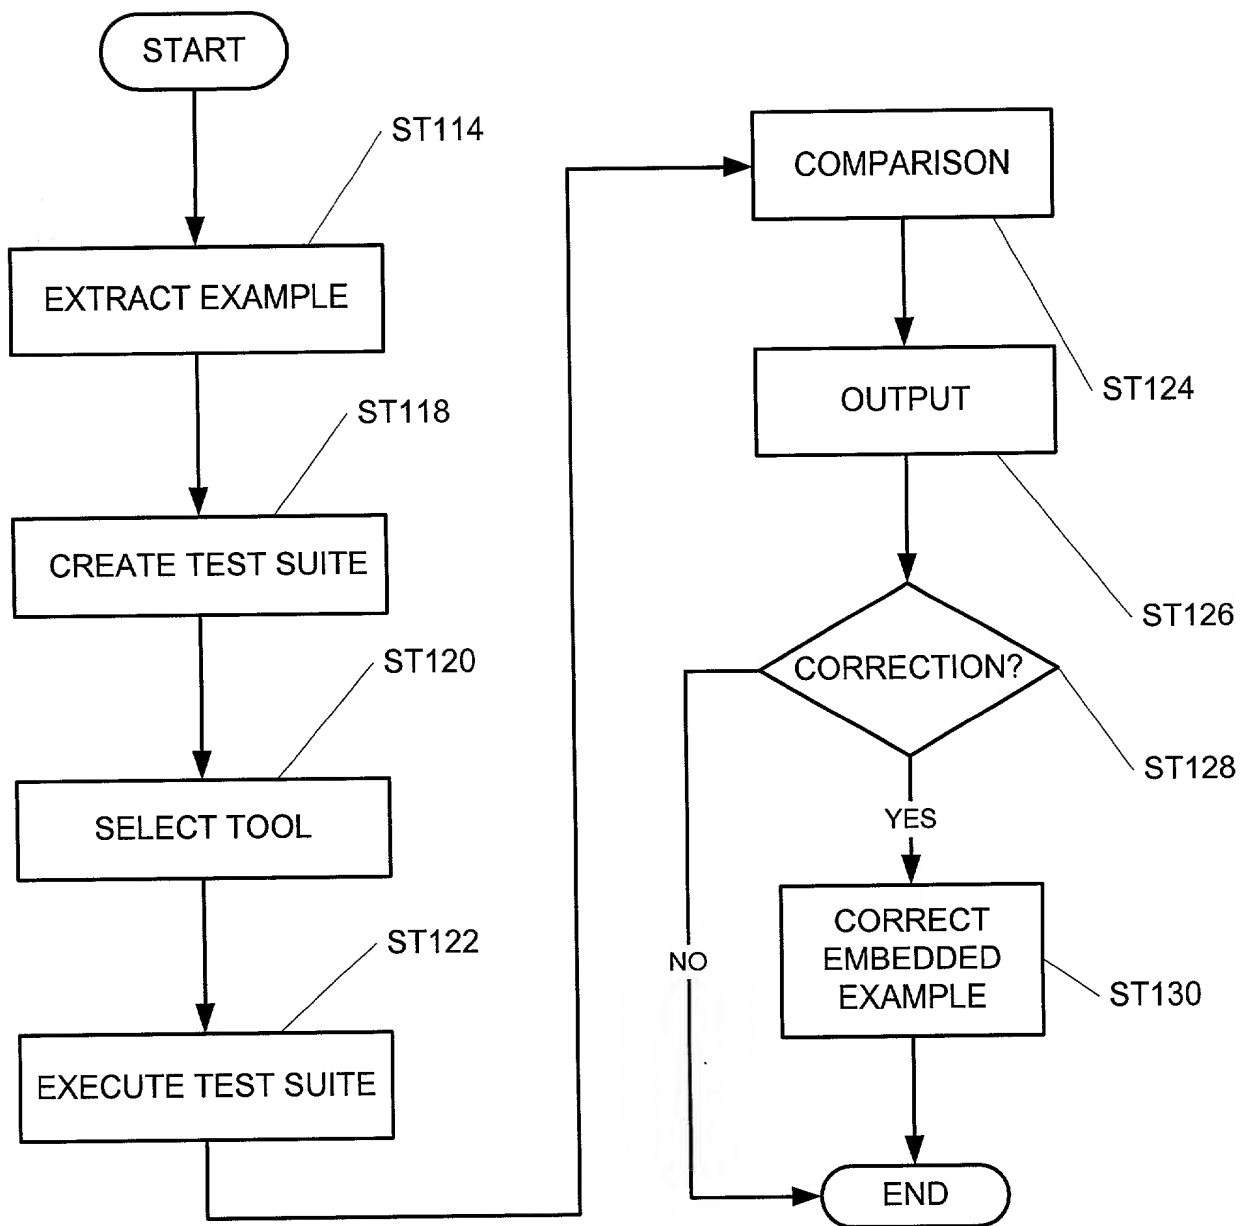 START
ST114
EXTRACT EXAMPLE
ST118
CREATE TEST SUITE
ST120
SELECT TOOL
ST122
EXECUTE TEST SUITE
COMPARISON
ST124
OUTPUT
ST126
CORRECTION?
ST128
YES
NO
CORRECT
EMBEDDED
EXAMPLE
ST130
END